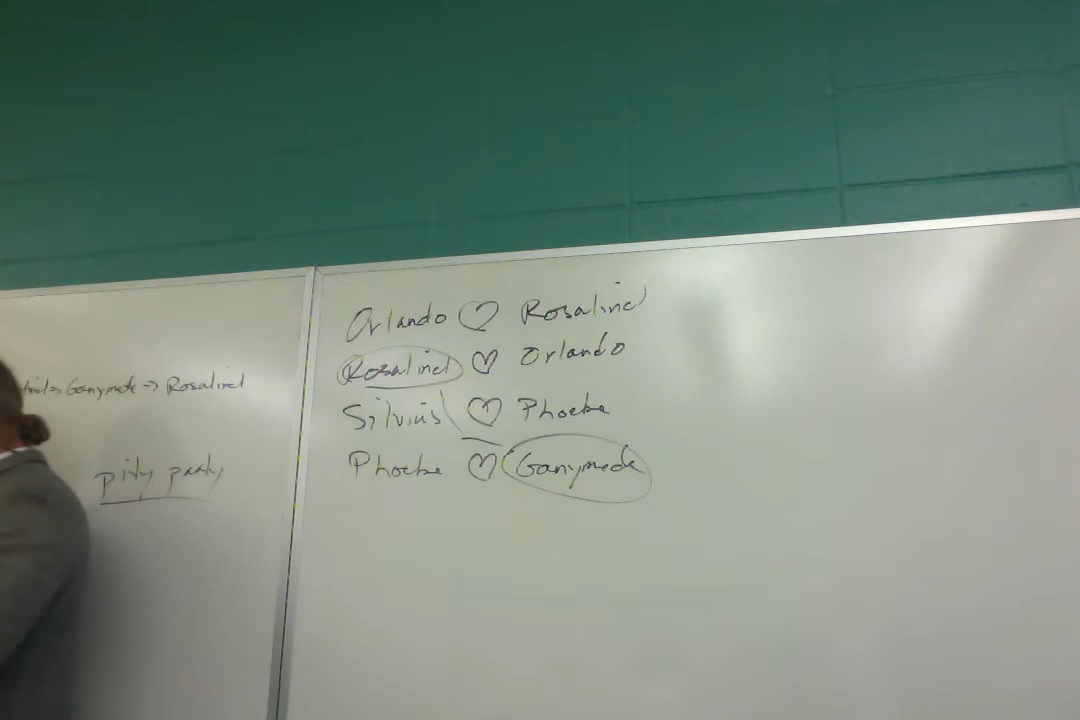 Ganymede → Rosalind
pity party
Orlando ♡ Rosalind
Rosalind ♡ Orlando
Silvius ♡ Phoebe
Phoebe ♡ Ganymede